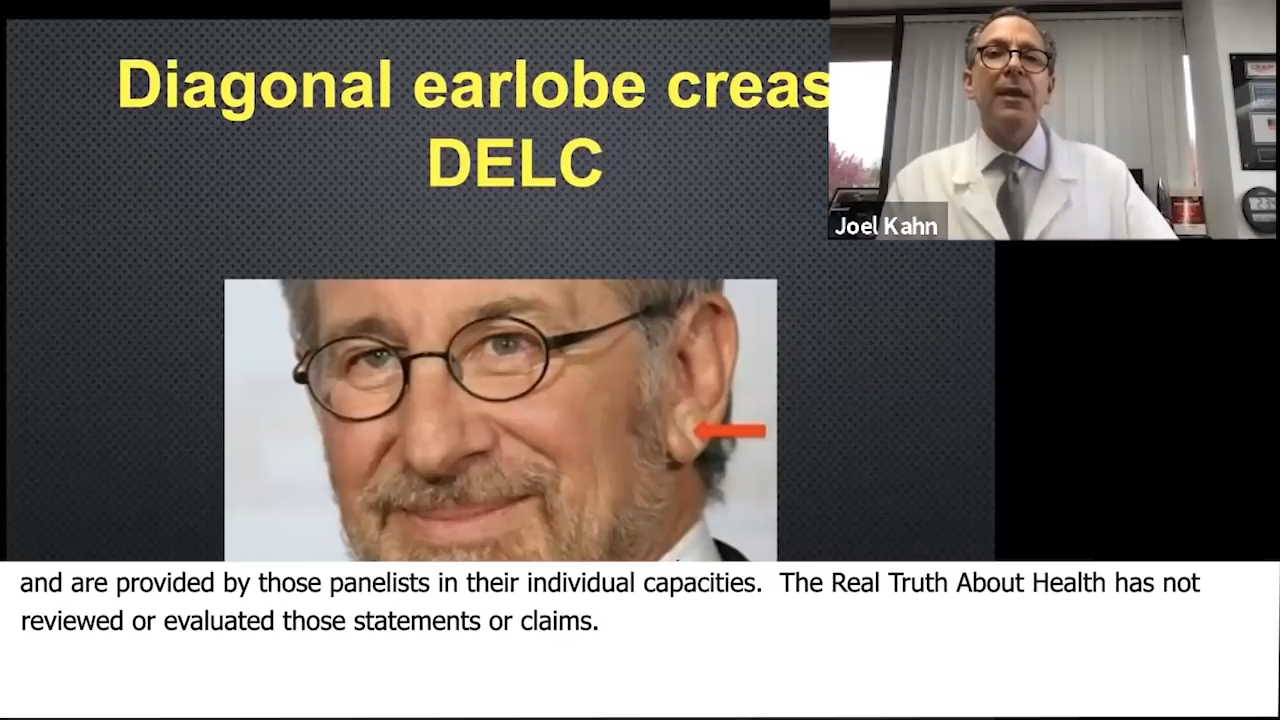 Diagonal earlobe creas
DELC
Joel Kahn
and are provided by those panelists in their individual capacities. The Real Truth About Health has not
reviewed or evaluated those statements or claims.